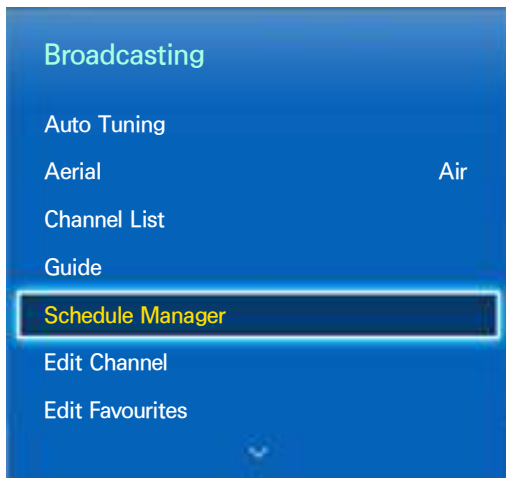 Broadcasting
Auto Tuning
Aerial Air
Channel List
Guide
Schedule Manager
Edit Channel
Edit Favourites